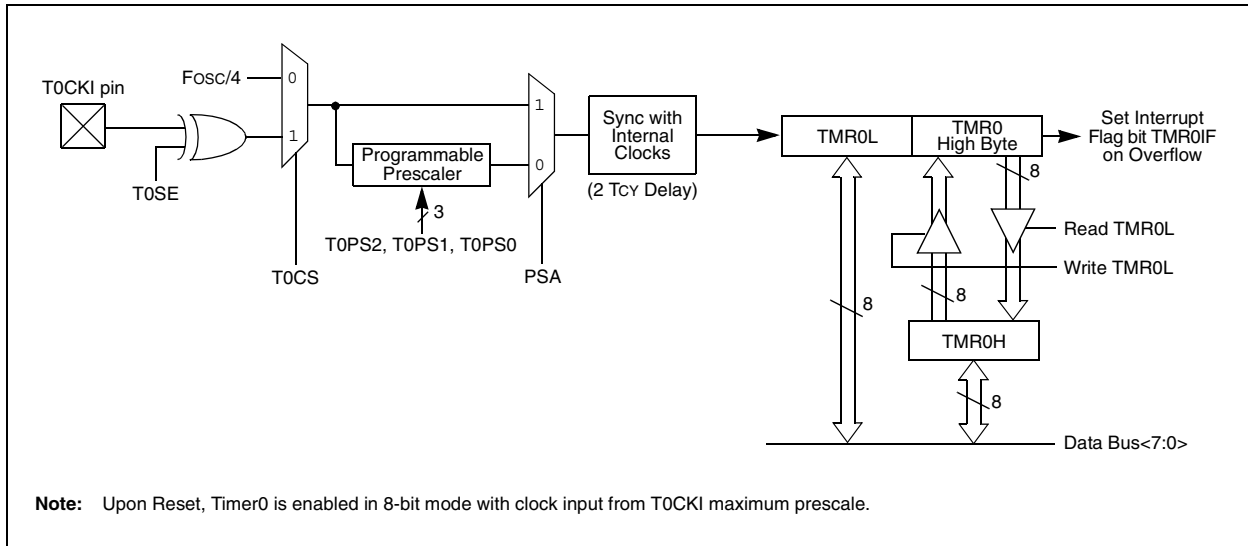 T0CKI pin
FOSC/4
0
1
T0SE
T0CS
Programmable
Prescaler
3
T0PS2, T0PS1, T0PS0
1
0
PSA
Sync with
Internal
Clocks
(2 TCY Delay)
TMR0L
TMR0
High Byte
Set Interrupt
Flag bit TMR0IF
on Overflow
8
Read TMR0L
Write TMR0L
8
8
TMR0H
8
Data Bus<7:0>
Note: Upon Reset, Timer0 is enabled in 8-bit mode with clock input from T0CKI maximum prescale.